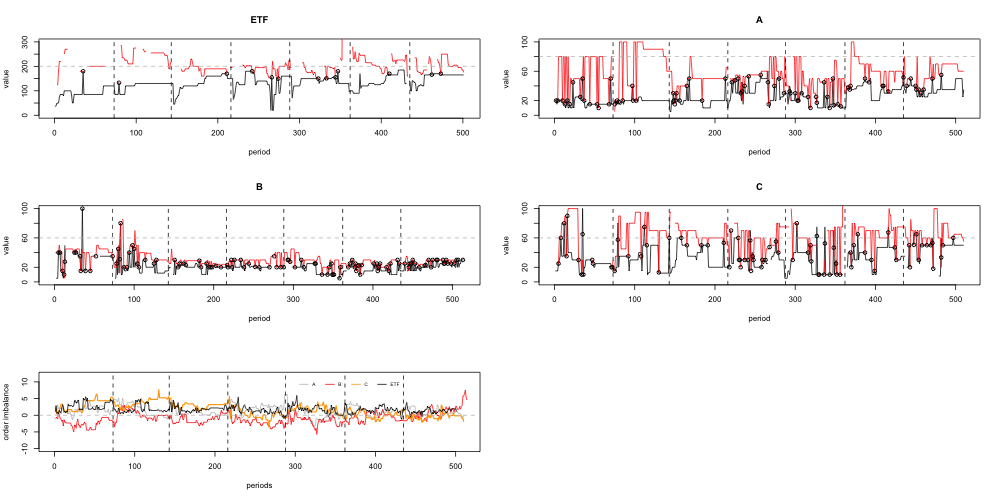 ETF
value
0 100 200 300
0 100 200 300 400 500
period
A
value
0 20 60 100
0 100 200 300 400 500
period
B
value
0 20 60 100
0 100 200 300 400 500
period
C
value
0 20 60 100
0 100 200 300 400 500
period
order imbalance
-10 -5 0 5 10
A B C ETF
0 100 200 300 400 500
periods